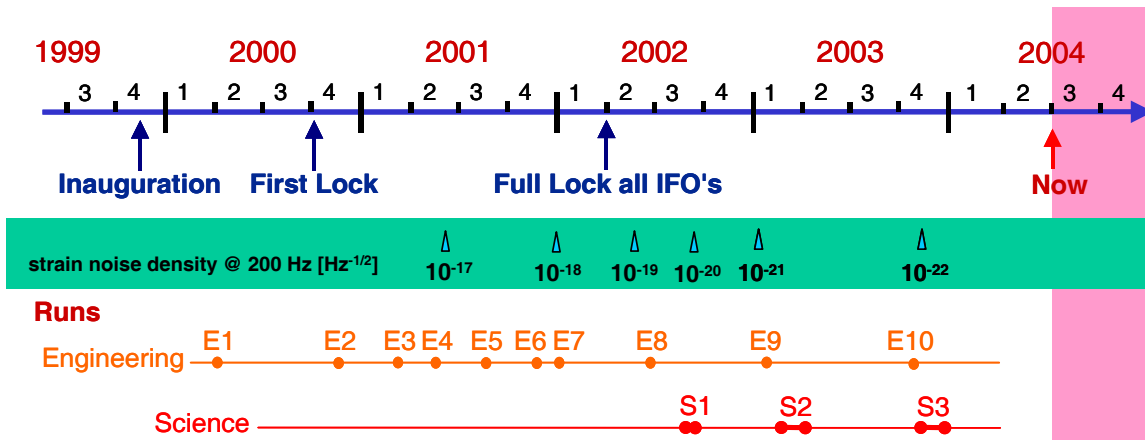 1999 2000 2001 2002 2003 2004
3 4 1 2 3 4 1 2 3 4 1 2 3 4 1 2 3 4 1 2 3 4
Inauguration First Lock Full Lock all IFO's Now
strain noise density @ 200 Hz [Hz⁻¹/²] 10⁻¹⁷ 10⁻¹⁸ 10⁻¹⁹ 10⁻²⁰ 10⁻²¹ 10⁻²²
Runs
E1 E2 E3 E4 E5 E6 E7 E8 E9 E10
Engineering
S1 S2 S3
Science